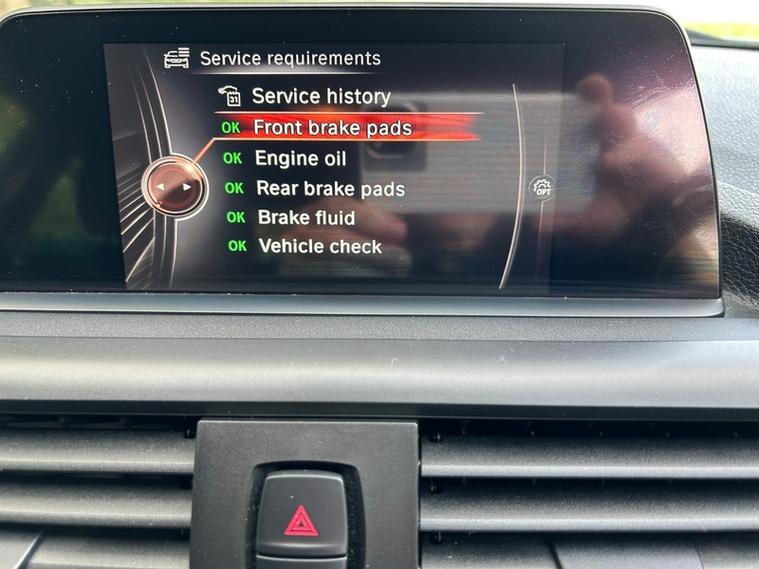 Service requirements
31 Service history
OK Front brake pads
OK Engine oil
OK Rear brake pads
OPT
OK Brake fluid
OK Vehicle check